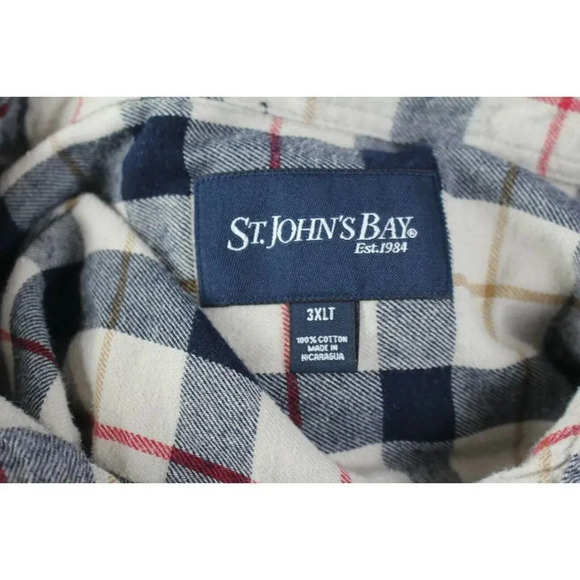 ST. JOHN'S BAY®
Est. 1984
3XLT
100% COTTON
MADE IN
NICARAGUA